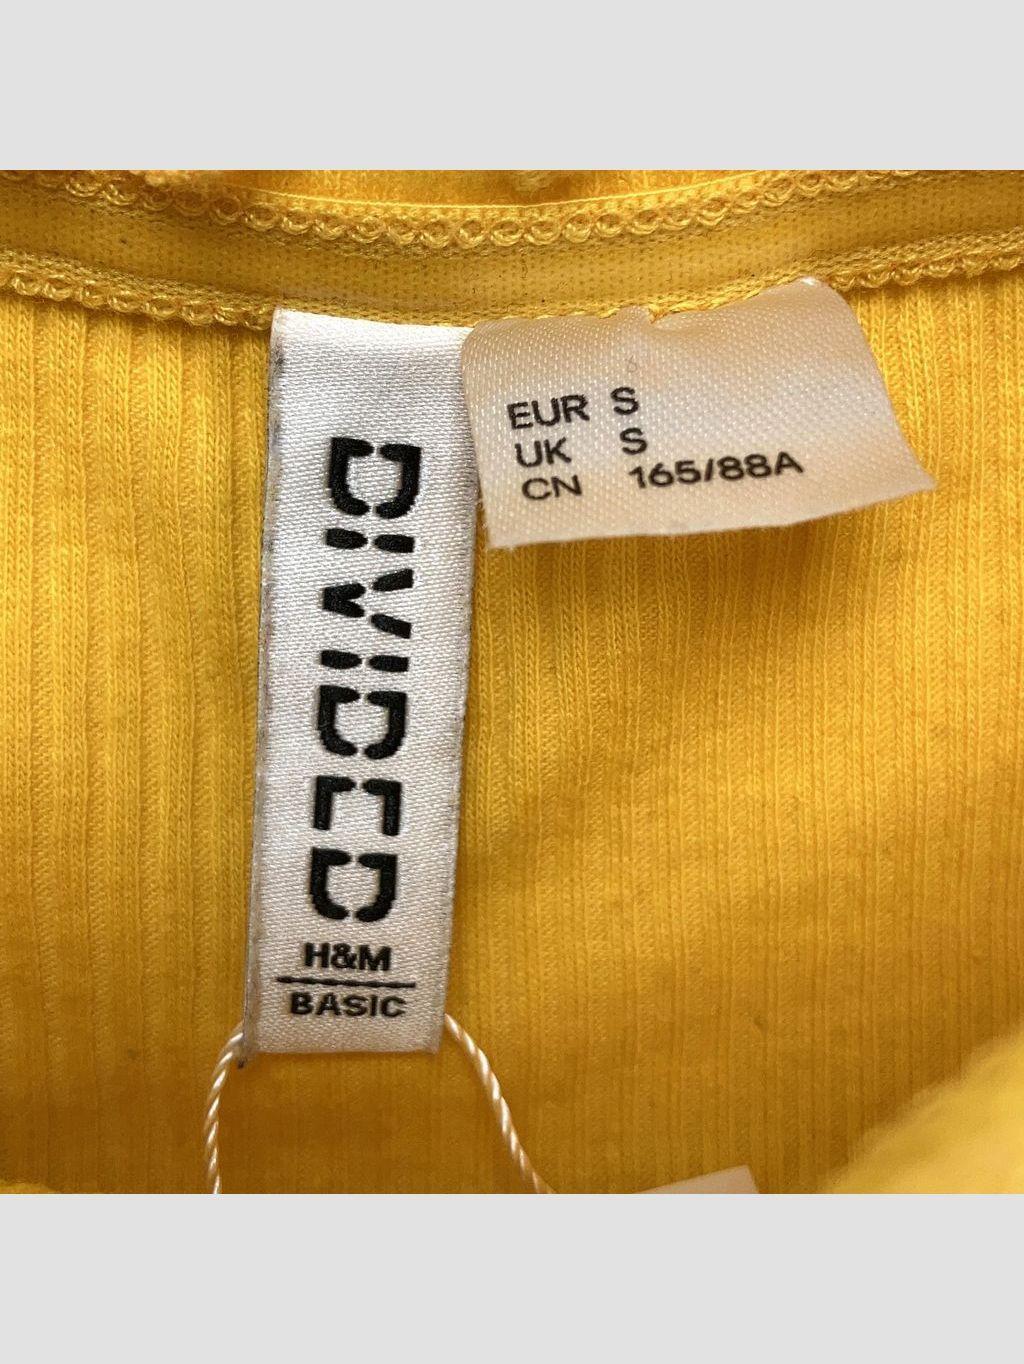 DIVIDED
H&M
BASIC
EUR S
UK S
CN 165/88A